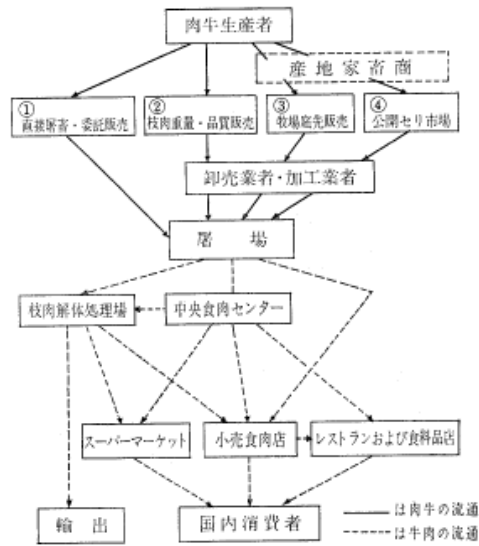 肉牛生産者
産地家畜商
①
直接屠畜・委託販売
②
枝肉重量・品質販売
③
牧場庭先販売
④
公開セリ市場
卸売業者・加工業者
屠場
枝肉解体処理場
中央食肉センター
スーパーマーケット
小売食肉店
レストランおよび食料品店
輸出
国内消費者
は肉牛の流通
は牛肉の流通